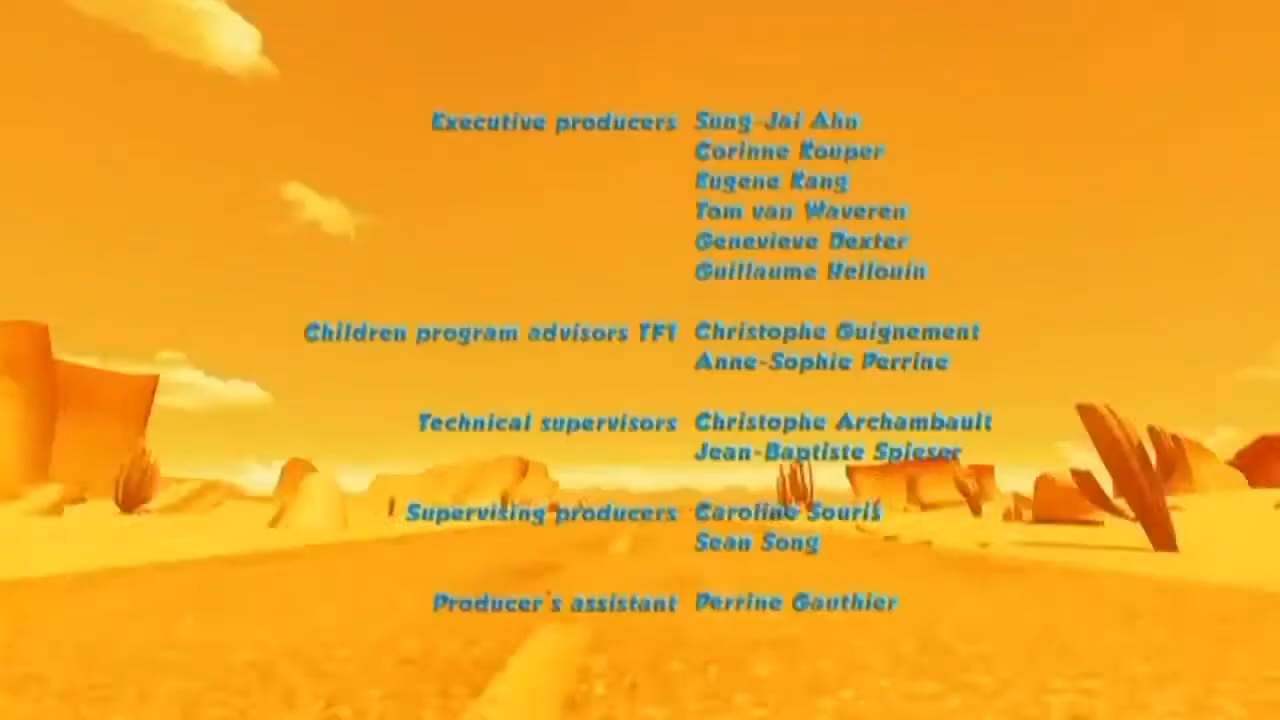 Executive producers Sung-Jai Ahn
Corinne Kouper
Eugene Kang
Tom van Waveren
Genevieve Dexter
Guillaume Hellouin
Children program advisors TF1 Christophe Guignement
Anne-Sophie Perrine
Technical supervisors Christophe Archambault
Jean-Baptiste Spieser
Supervising producers Caroline Souris
Sean Song
Producer's assistant Perrine Gauthier